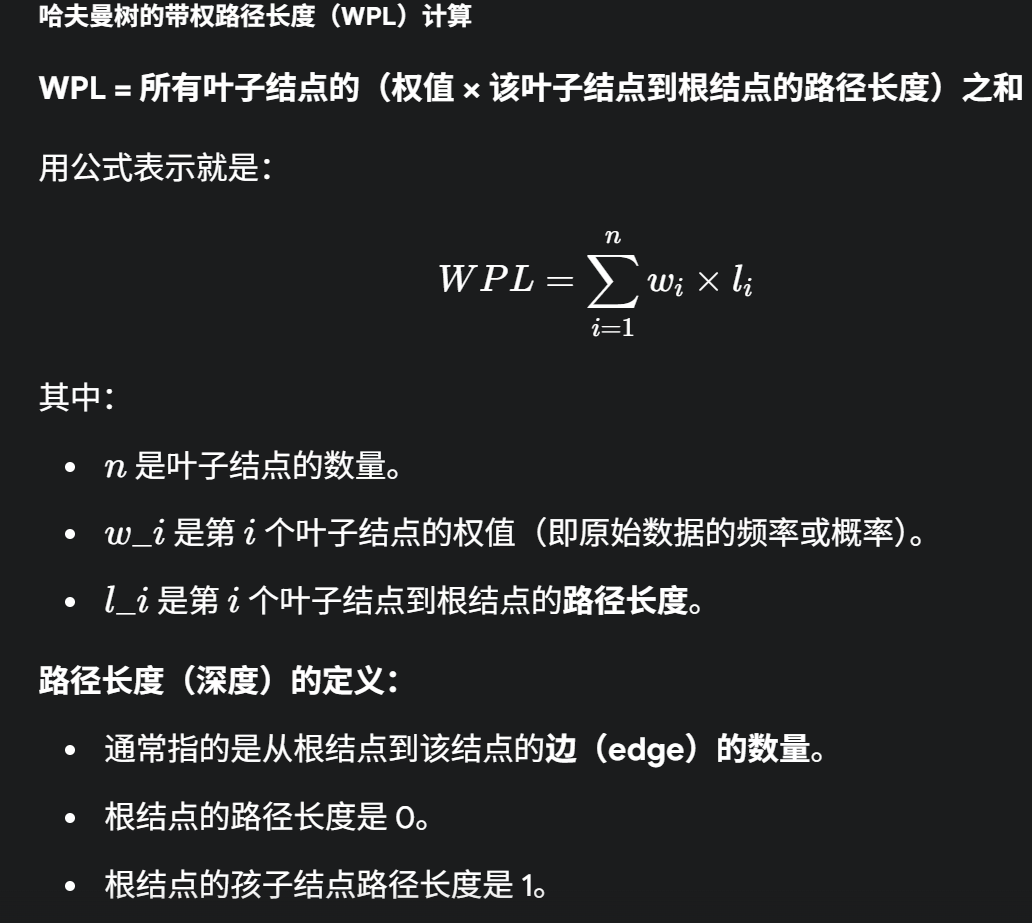 哈夫曼树的带权路径长度（WPL）计算
WPL = 所有叶子结点的（权值 × 该叶子结点到根结点的路径长度）之和
用公式表示就是：
$WPL = \sum_{i=1}^{n} w_i \times l_i$
其中：
• n 是叶子结点的数量。
• w_i 是第 i 个叶子结点的权值（即原始数据的频率或概率）。
• l_i 是第 i 个叶子结点到根结点的路径长度。
路径长度（深度）的定义：
• 通常指的是从根结点到该结点的边（edge）的数量。
• 根结点的路径长度是 0。
• 根结点的孩子结点路径长度是 1。